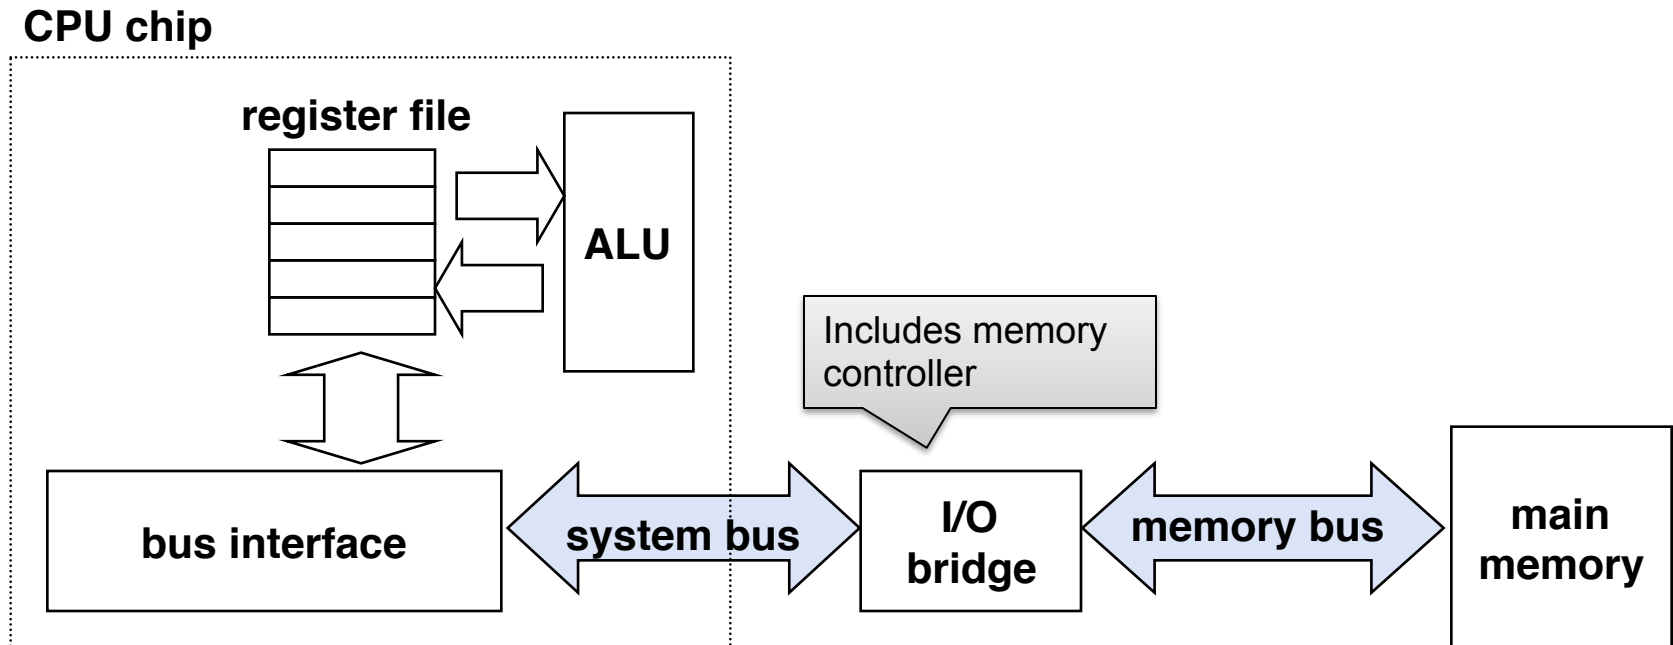 CPU chip
register file
ALU
Includes memory
controller
bus interface
system bus
I/O
bridge
memory bus
main
memory